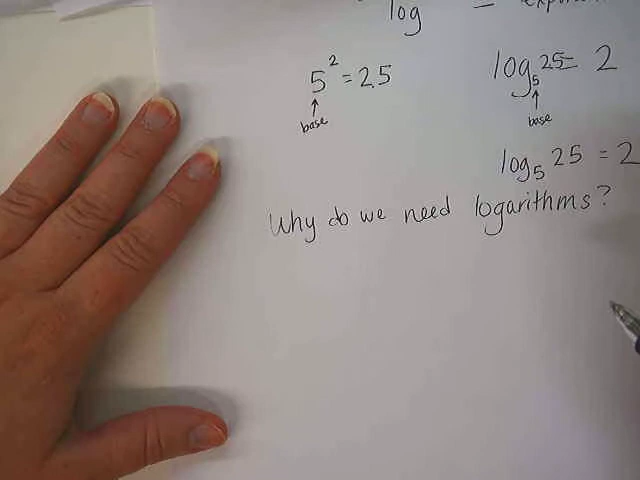 log =
5² = 25
log₅ 25 = 2
base
base
log₅ 25 = 2
Why do we need logarithms?